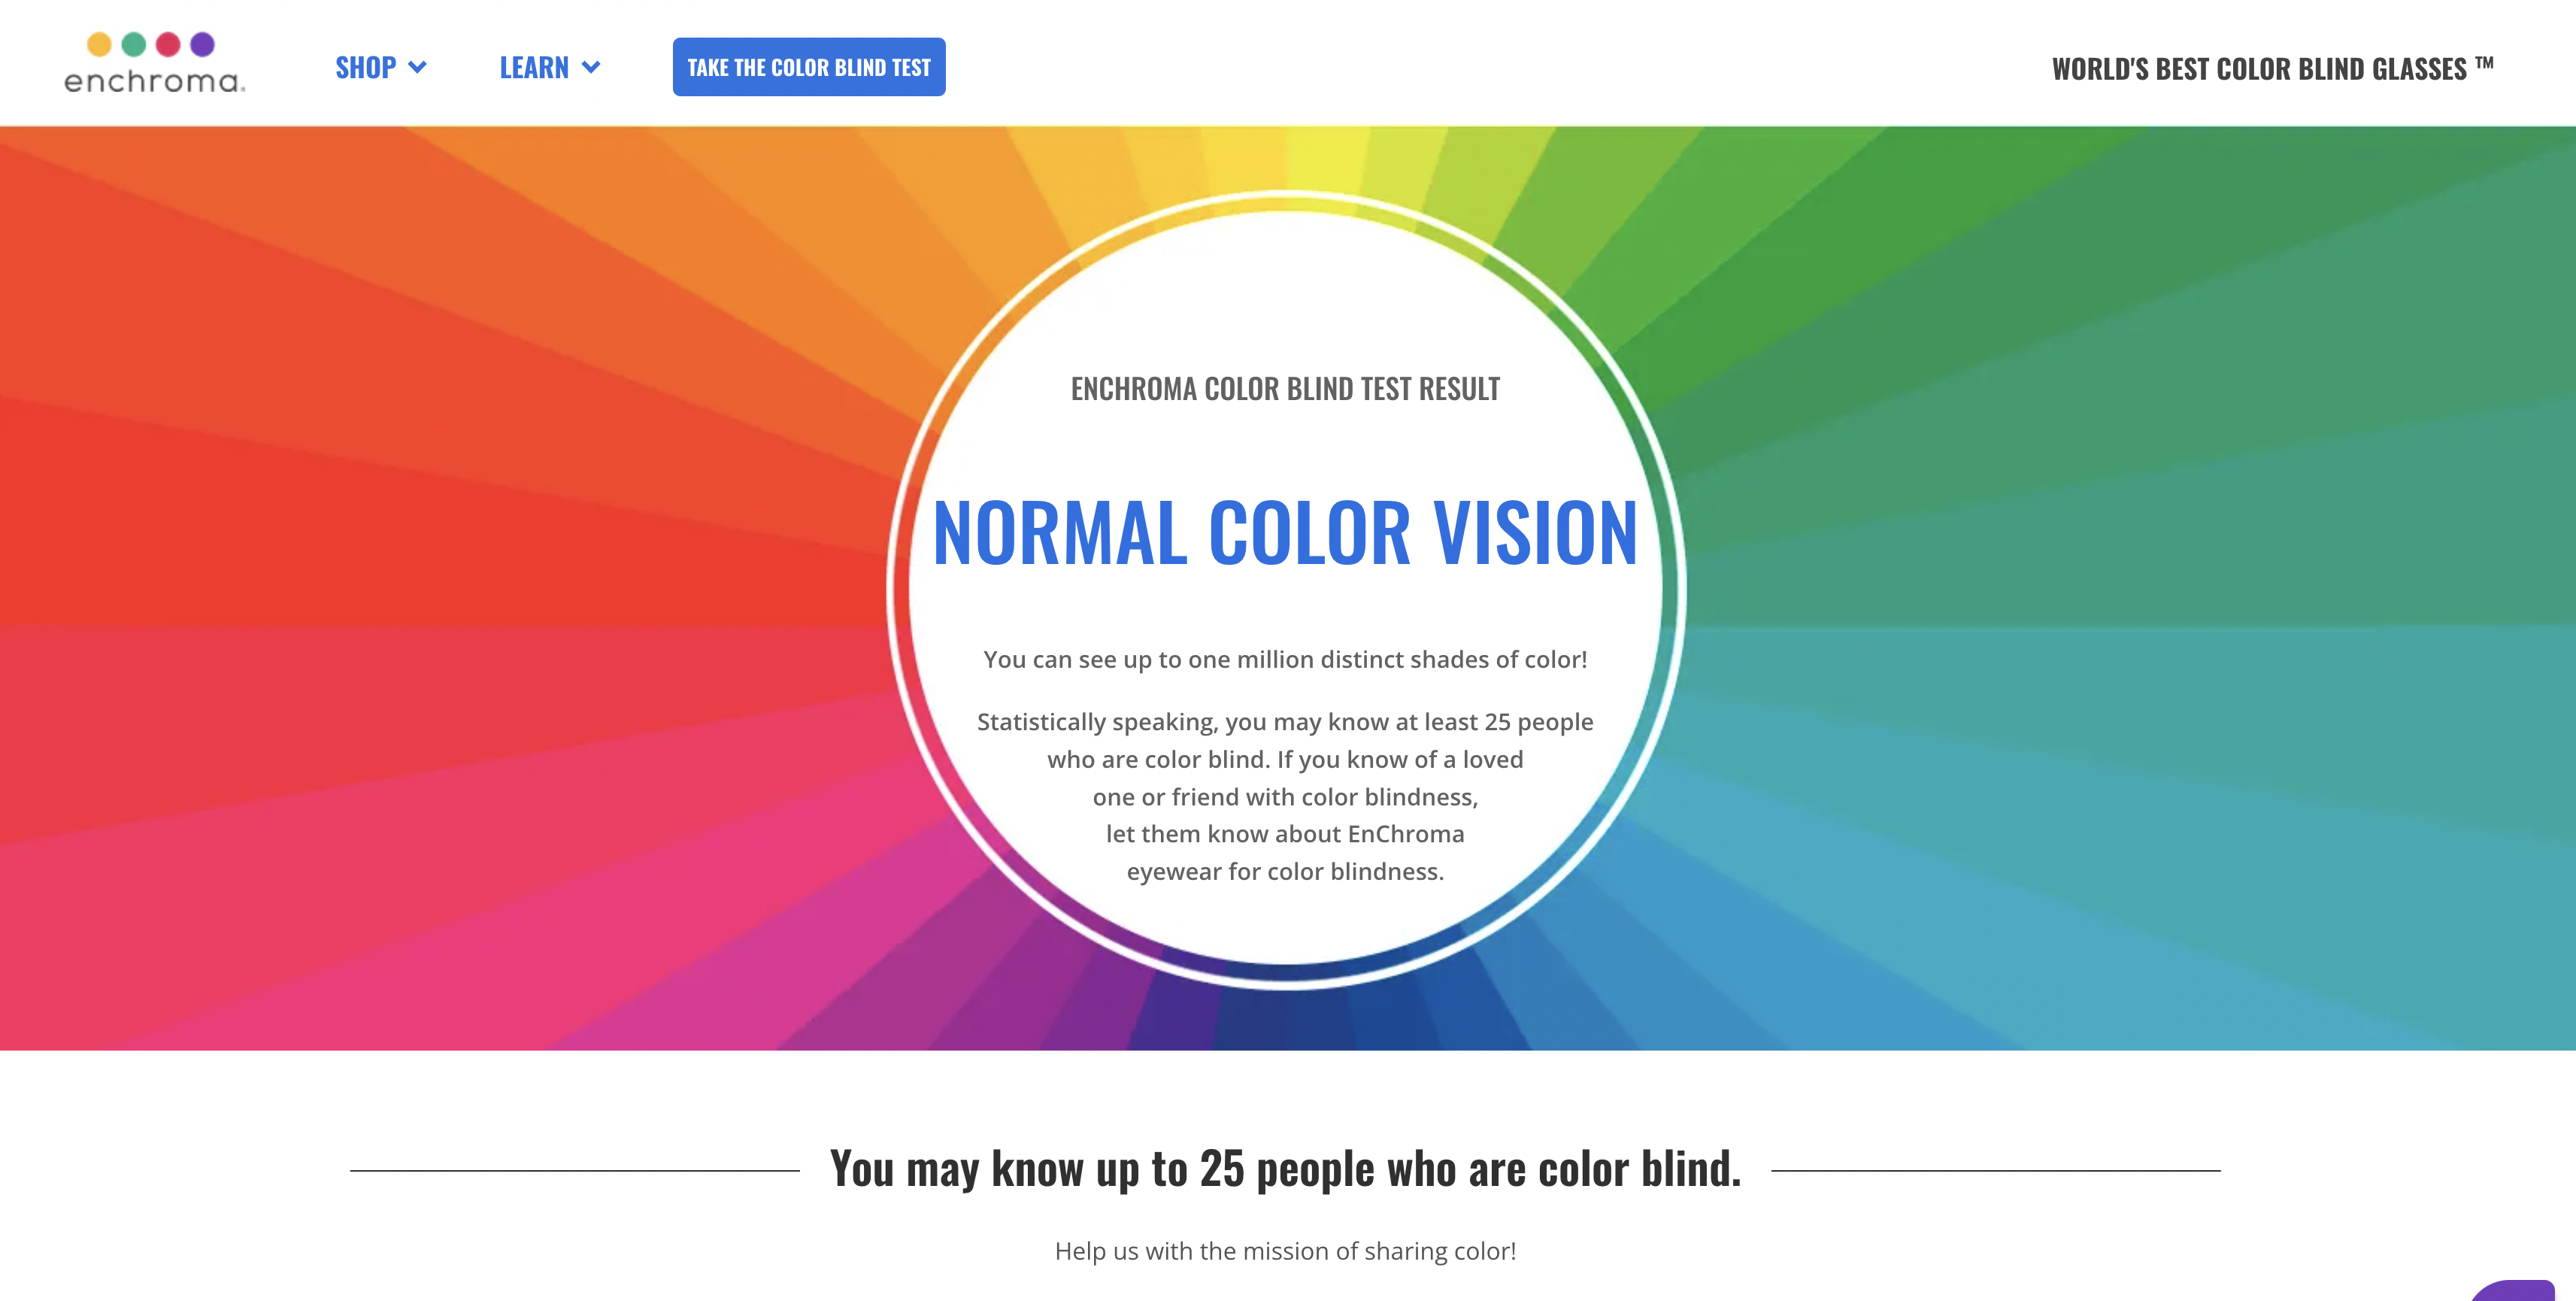 enchroma.
SHOP
LEARN
TAKE THE COLOR BLIND TEST
WORLD'S BEST COLOR BLIND GLASSES ™
ENCHROMA COLOR BLIND TEST RESULT
NORMAL COLOR VISION
You can see up to one million distinct shades of color!
Statistically speaking, you may know at least 25 people
who are color blind. If you know of a loved
one or friend with color blindness,
let them know about EnChroma
eyewear for color blindness.
You may know up to 25 people who are color blind.
Help us with the mission of sharing color!